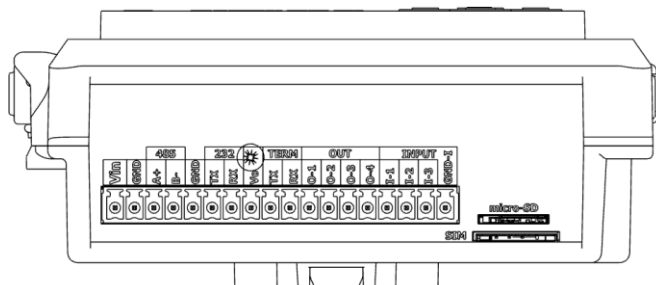 485 232 TERM OUT INPUT
Vin GND A+ B- GND TX RX Vo TX RX O-1 O-2 O-3 O-4 I-1 I-2 I-3 GND-I
micro-SD
SIM